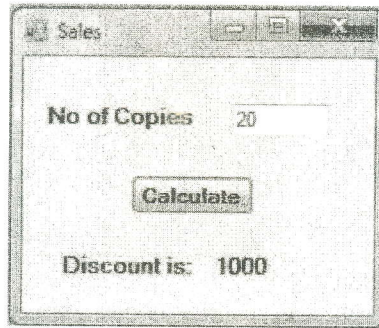 Sales
No of Copies 20
Calculate
Discount is: 1000